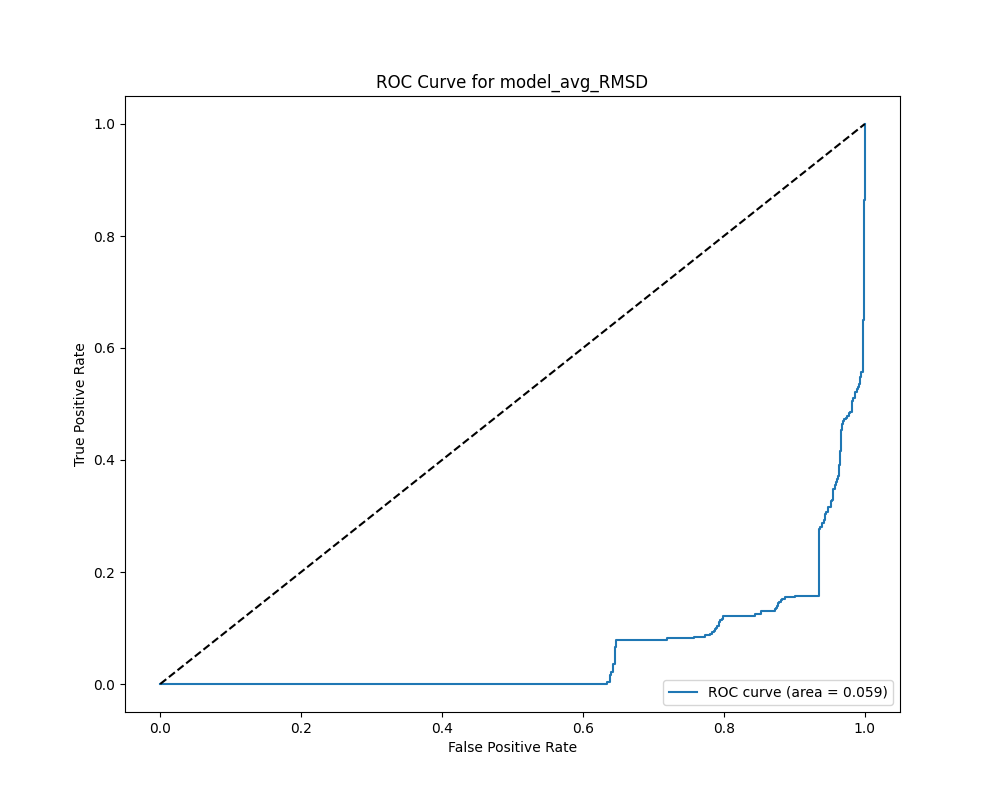 ROC Curve for model_avg_RMSD
True Positive Rate
1.0
0.8
0.6
0.4
0.2
0.0
ROC curve (area = 0.059)
0.0 0.2 0.4 0.6 0.8 1.0
False Positive Rate